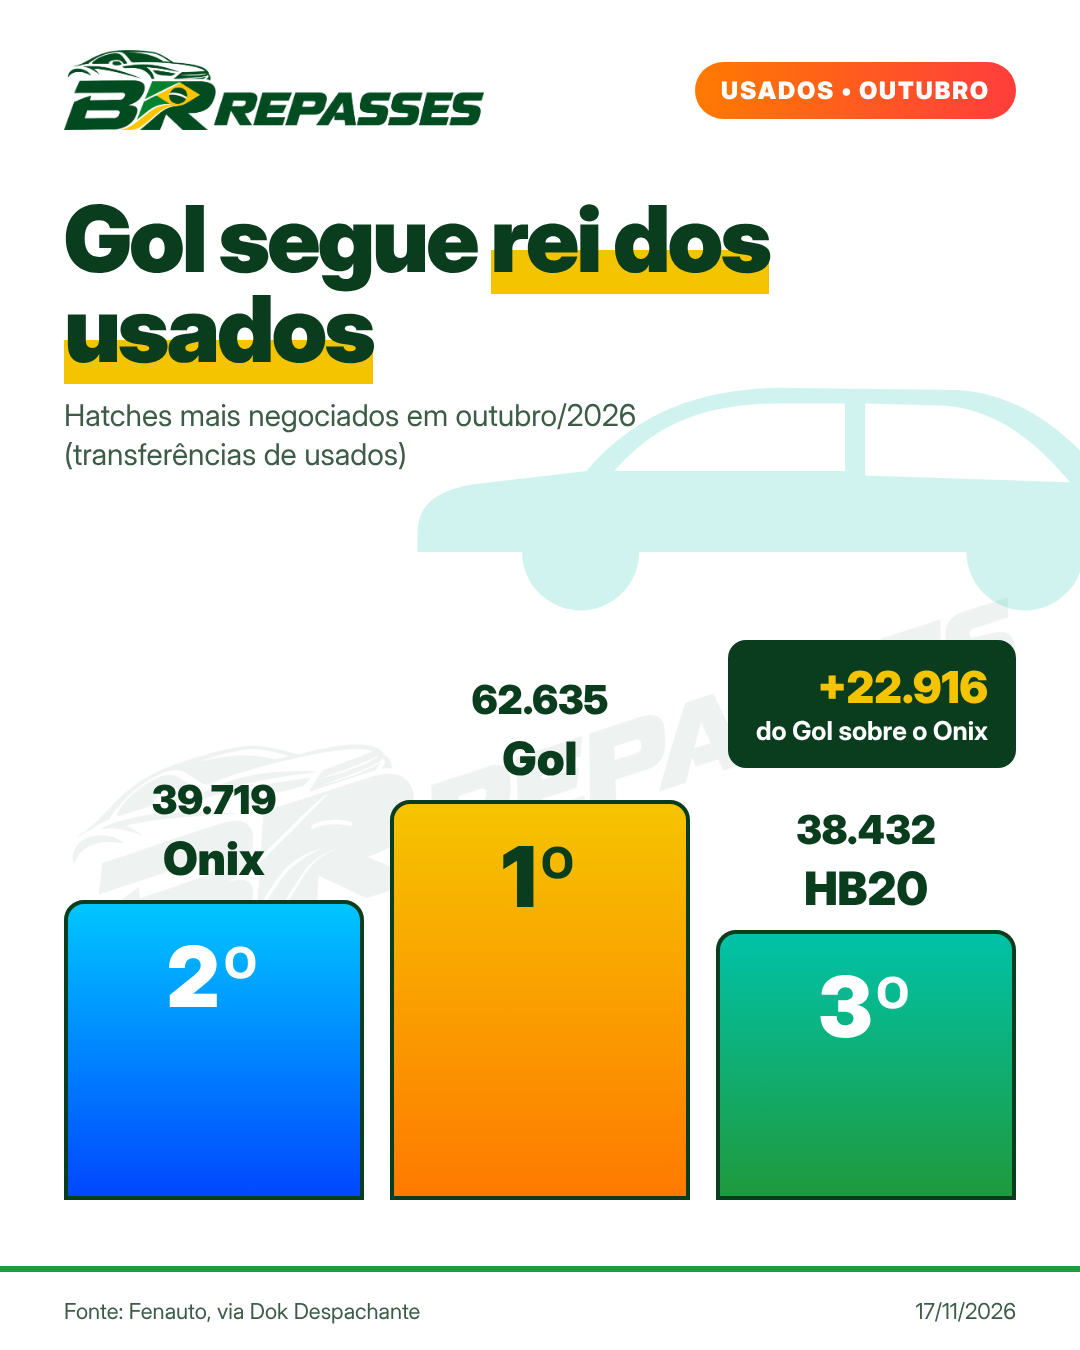 BR REPASSES
USADOS • OUTUBRO
Gol segue rei dos
usados
Hatches mais negociados em outubro/2026
(transferências de usados)
+22.916
do Gol sobre o Onix
62.635
Gol
39.719
Onix
38.432
HB20
1º
2º
3º
BR REPASSES
Fonte: Fenauto, via Dok Despachante
17/11/2026